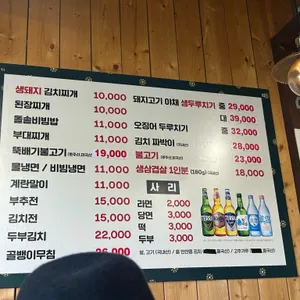 생돼지 김치찌개 10,000
된장찌개 10,000
돌솥비빔밥 11,000
부대찌개 11,000
뚝배기불고기 19,000
물냉면 / 비빔냉면 11,000
계란말이 11,000
부추전 15,000
김치전 15,000
두부김치 22,000
골뱅이무침 26,000
돼지고기 야채 생두루치기 중 29,000
대 39,000
오징어 두루치기 중 32,000
김치 짜박이 28,000
불고기 23,000
생삼겹살 1인분 (180g) 18,000
사 리
라면 2,000
당면 3,000
떡 3,000
두부 3,000
TERRA